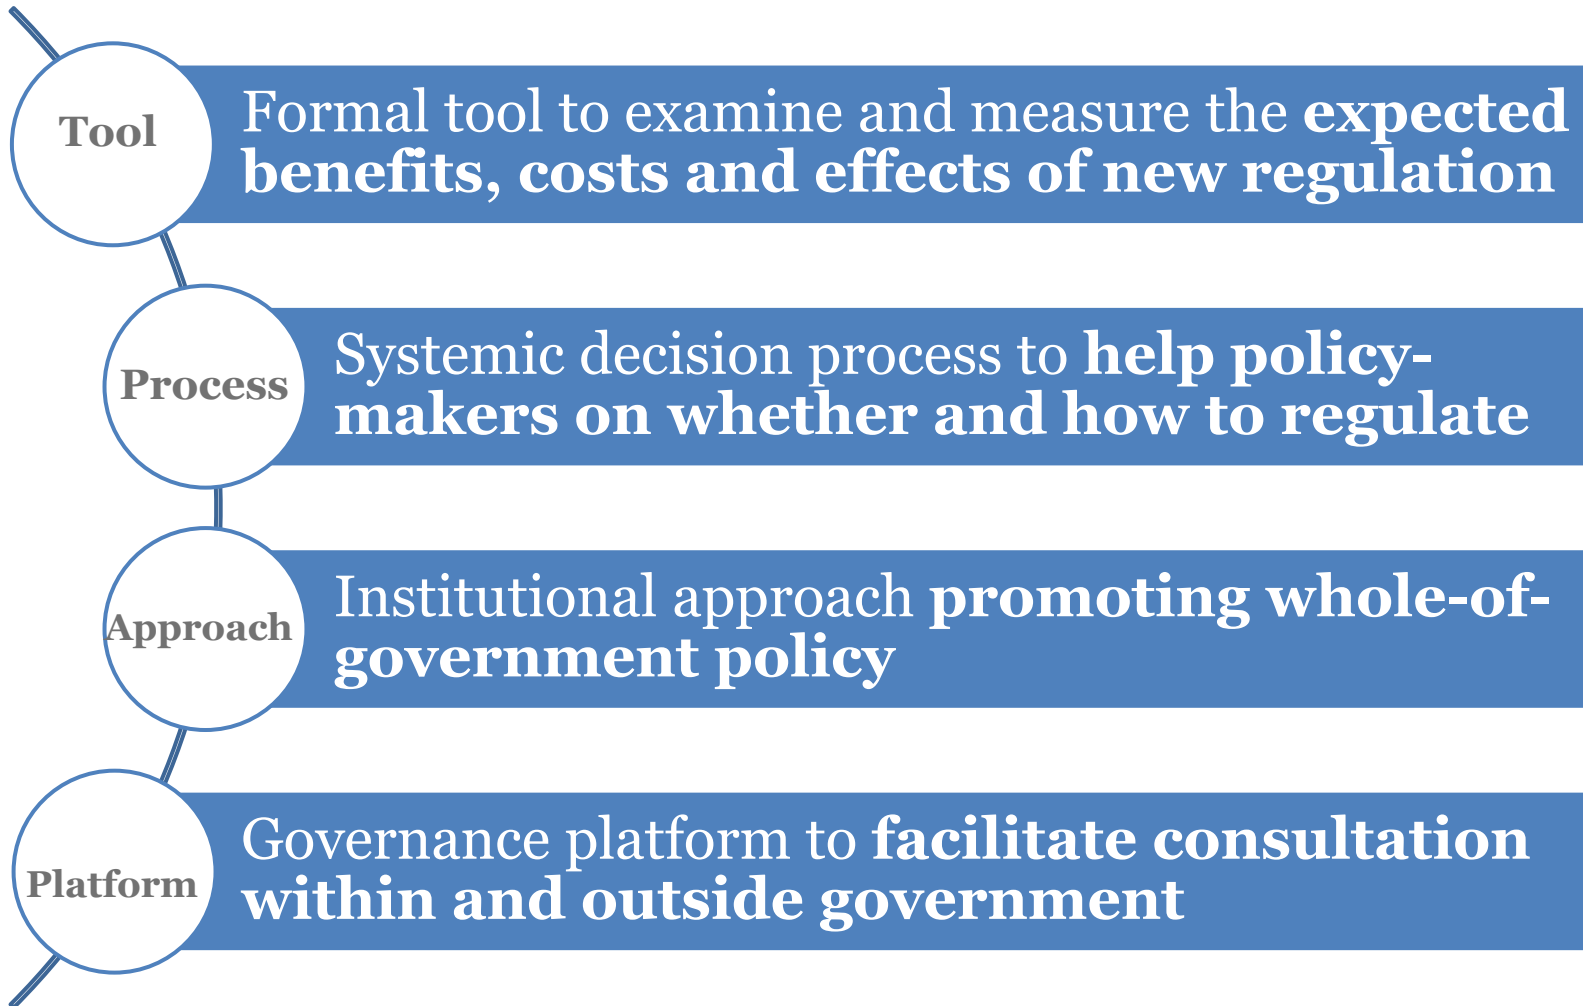 Tool
Formal tool to examine and measure the expected
benefits, costs and effects of new regulation
Process
Systemic decision process to help policy-
makers on whether and how to regulate
Approach
Institutional approach promoting whole-of-
government policy
Platform
Governance platform to facilitate consultation
within and outside government